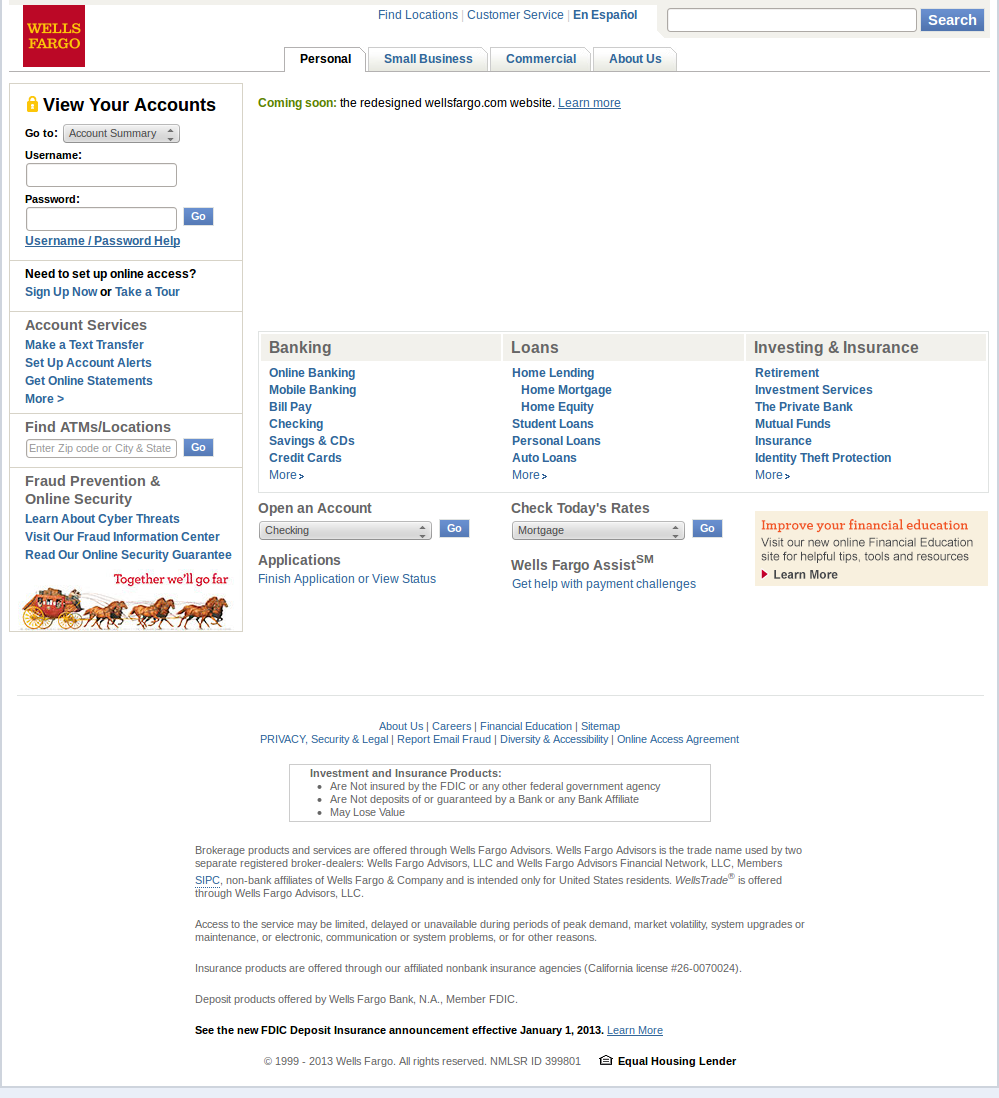 WELLS
FARGO
Find Locations | Customer Service | En Español
Search
Personal
Small Business
Commercial
About Us
View Your Accounts
Go to: Account Summary
Username:
Password:
Go
Username / Password Help
Need to set up online access?
Sign Up Now or Take a Tour
Account Services
Make a Text Transfer
Set Up Account Alerts
Get Online Statements
More >
Find ATMs/Locations
Enter Zip code or City & State Go
Fraud Prevention &
Online Security
Learn About Cyber Threats
Visit Our Fraud Information Center
Read Our Online Security Guarantee
Together we'll go far
Coming soon: the redesigned wellsfargo.com website. Learn more
Banking
Online Banking
Mobile Banking
Bill Pay
Checking
Savings & CDs
Credit Cards
More >
Loans
Home Lending
Home Mortgage
Home Equity
Student Loans
Personal Loans
Auto Loans
More >
Investing & Insurance
Retirement
Investment Services
The Private Bank
Mutual Funds
Insurance
Identity Theft Protection
More >
Open an Account
Checking Go
Applications
Finish Application or View Status
Check Today's Rates
Mortgage Go
Wells Fargo Assist℠
Get help with payment challenges
Improve your financial education
Visit our new online Financial Education
site for helpful tips, tools and resources
Learn More
About Us | Careers | Financial Education | Sitemap
PRIVACY, Security & Legal | Report Email Fraud | Diversity & Accessibility | Online Access Agreement
Investment and Insurance Products:
• Are Not insured by the FDIC or any other federal government agency
• Are Not deposits of or guaranteed by a Bank or any Bank Affiliate
• May Lose Value
Brokerage products and services are offered through Wells Fargo Advisors. Wells Fargo Advisors is the trade name used by two
separate registered broker-dealers: Wells Fargo Advisors, LLC and Wells Fargo Advisors Financial Network, LLC, Members
SIPC, non-bank affiliates of Wells Fargo & Company and is intended only for United States residents. WellsTrade® is offered
through Wells Fargo Advisors, LLC.
Access to the service may be limited, delayed or unavailable during periods of peak demand, market volatility, system upgrades or
maintenance, or electronic, communication or system problems, or for other reasons.
Insurance products are offered through our affiliated nonbank insurance agencies (California license #26-0070024).
Deposit products offered by Wells Fargo Bank, N.A., Member FDIC.
See the new FDIC Deposit Insurance announcement effective January 1, 2013. Learn More
© 1999 - 2013 Wells Fargo. All rights reserved. NMLSR ID 399801 Equal Housing Lender